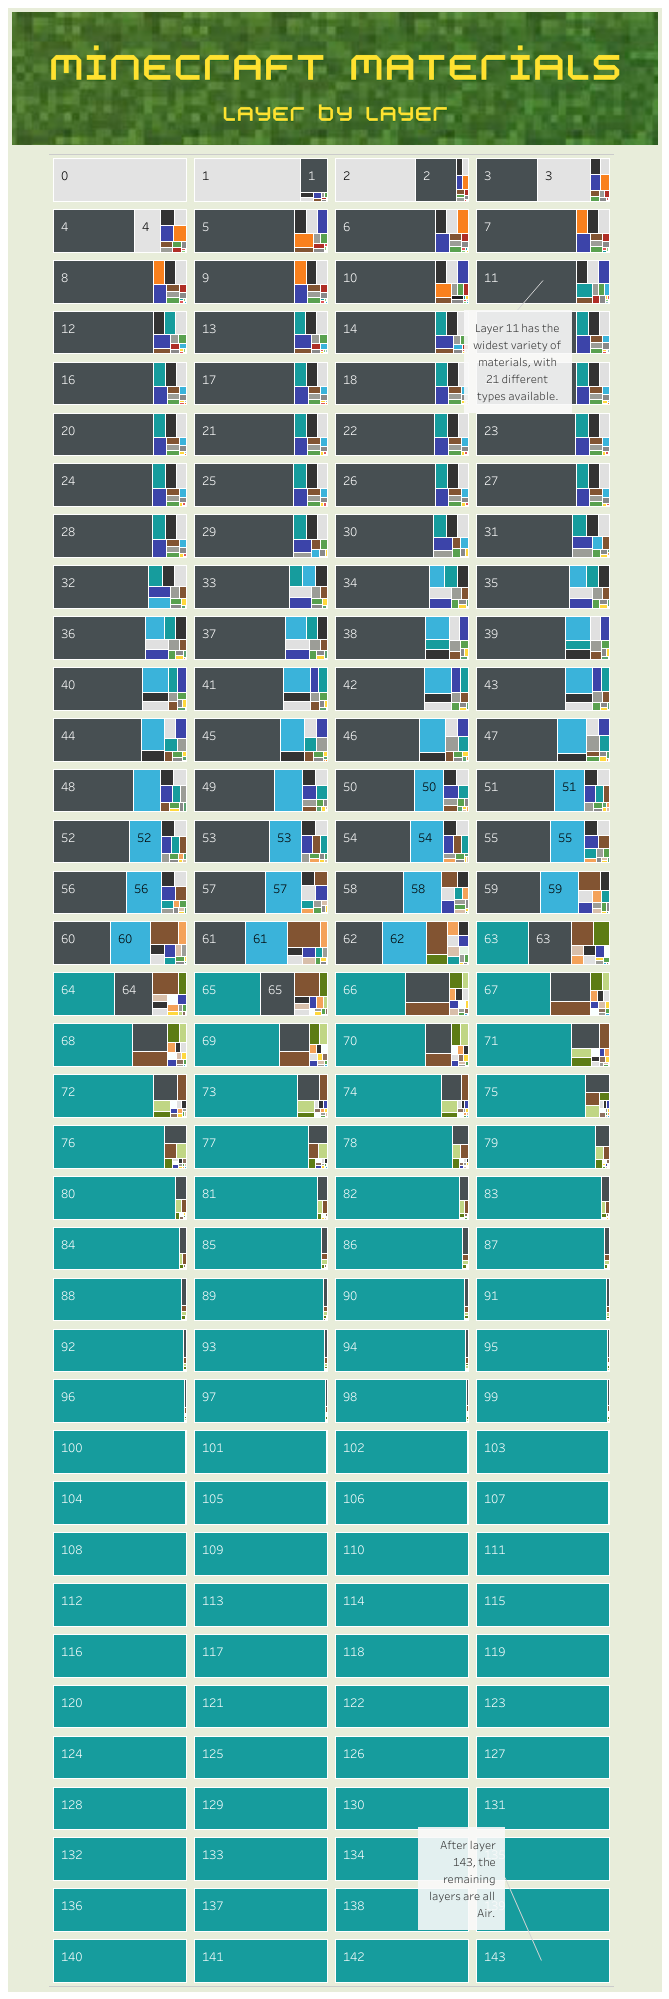 MINECRAFT MATERIALS
LAYER BY LAYER
0 1 1 2 2 3 3
4 4 5 6 7
8 9 10 11
Layer 11 has the
widest variety of
materials, with
21 different
types available.
12 13 14
16 17 18
20 21 22 23
24 25 26 27
28 29 30 31
32 33 34 35
36 37 38 39
40 41 42 43
44 45 46 47
48 49 50 50 51 51
52 52 53 53 54 54 55 55
56 56 57 57 58 58 59 59
60 60 61 61 62 62 63 63
64 64 65 65 66 67
68 69 70 71
72 73 74 75
76 77 78 79
80 81 82 83
84 85 86 87
88 89 90 91
92 93 94 95
96 97 98 99
100 101 102 103
104 105 106 107
108 109 110 111
112 113 114 115
116 117 118 119
120 121 122 123
124 125 126 127
128 129 130 131
After layer
143, the
remaining
layers are all
Air.
132 133 134
136 137 138
140 141 142 143